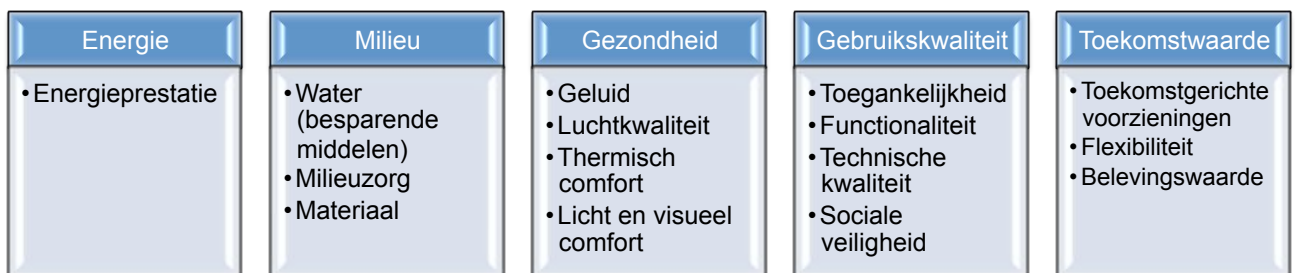 Energie
• Energieprestatie
Milieu
• Water
(besparende
middelen)
• Milieuzorg
• Materiaal
Gezondheid
• Geluid
• Luchtkwaliteit
• Thermisch
comfort
• Licht en visueel
comfort
Gebruikskwaliteit
• Toegankelijkheid
• Functionaliteit
• Technische
kwaliteit
• Sociale
veiligheid
Toekomstwaarde
• Toekomstgerichte
voorzieningen
• Flexibiliteit
• Belevingswaarde